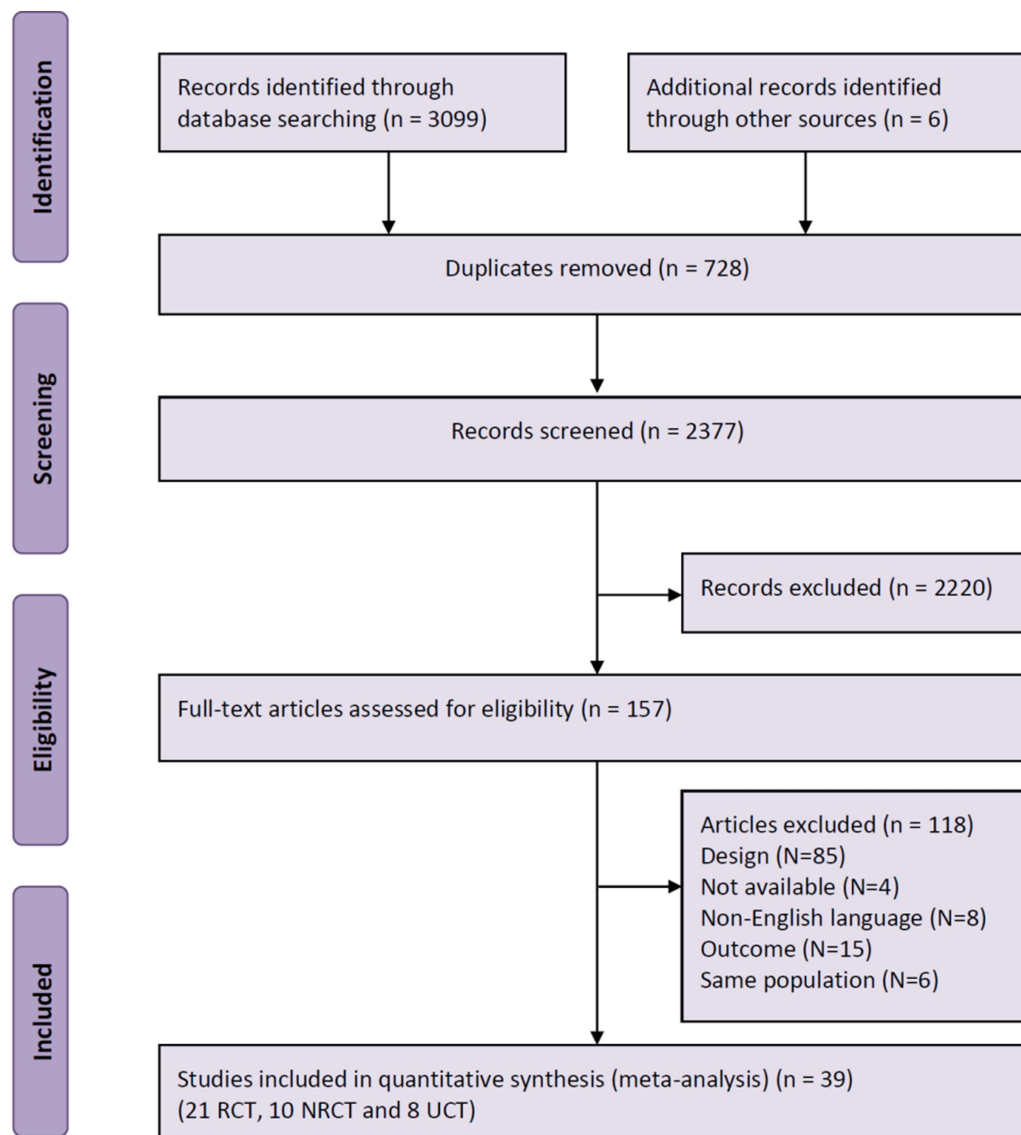 Identification
Records identified through
database searching (n = 3099)
Additional records identified
through other sources (n = 6)
Duplicates removed (n = 728)
Screening
Records screened (n = 2377)
Records excluded (n = 2220)
Eligibility
Full-text articles assessed for eligibility (n = 157)
Articles excluded (n = 118)
Design (N=85)
Not available (N=4)
Non-English language (N=8)
Outcome (N=15)
Same population (N=6)
Included
Studies included in quantitative synthesis (meta-analysis) (n = 39)
(21 RCT, 10 NRCT and 8 UCT)